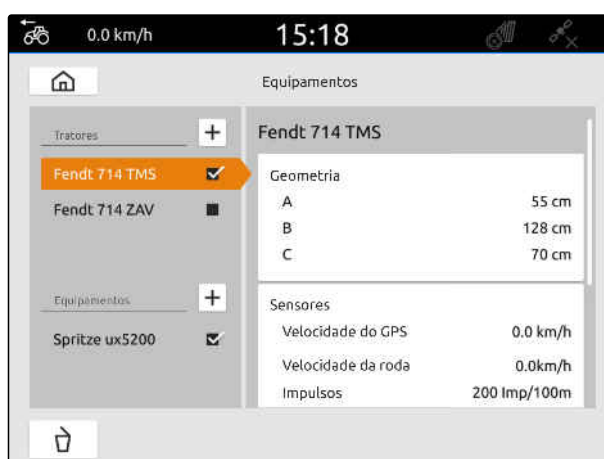 0.0 km/h
15:18
Equipamentos
Tratores
Fendt 714 TMS
Fendt 714 ZAV
Equipamentos
Spritze ux5200
Fendt 714 TMS
Geometria
A 55 cm
B 128 cm
C 70 cm
Sensores
Velocidade do GPS 0.0 km/h
Velocidade da roda 0.0km/h
Impulsos 200 Imp/100m